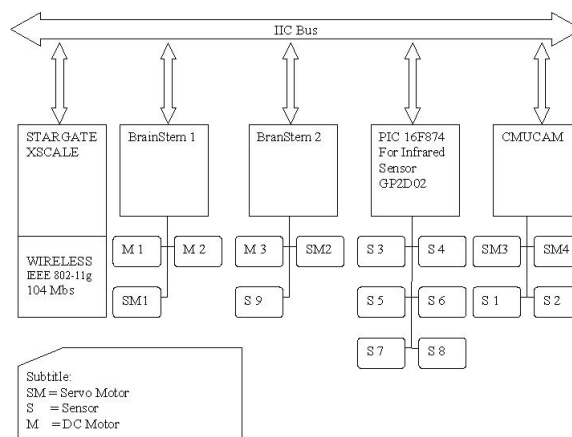 IIC Bus
STARGATE
XSCALE
WIRELESS
IEEE 802-11g
104 Mbs
BrainStem 1
M 1
M 2
SM1
BranStem 2
M 3
SM2
S 9
PIC 16F874
For Infrared
Sensor
GP2D02
S 3
S 4
S 5
S 6
S 7
S 8
CMUCAM
SM3
SM4
S 1
S 2
Subtitle:
SM = Servo Motor
S = Sensor
M = DC Motor